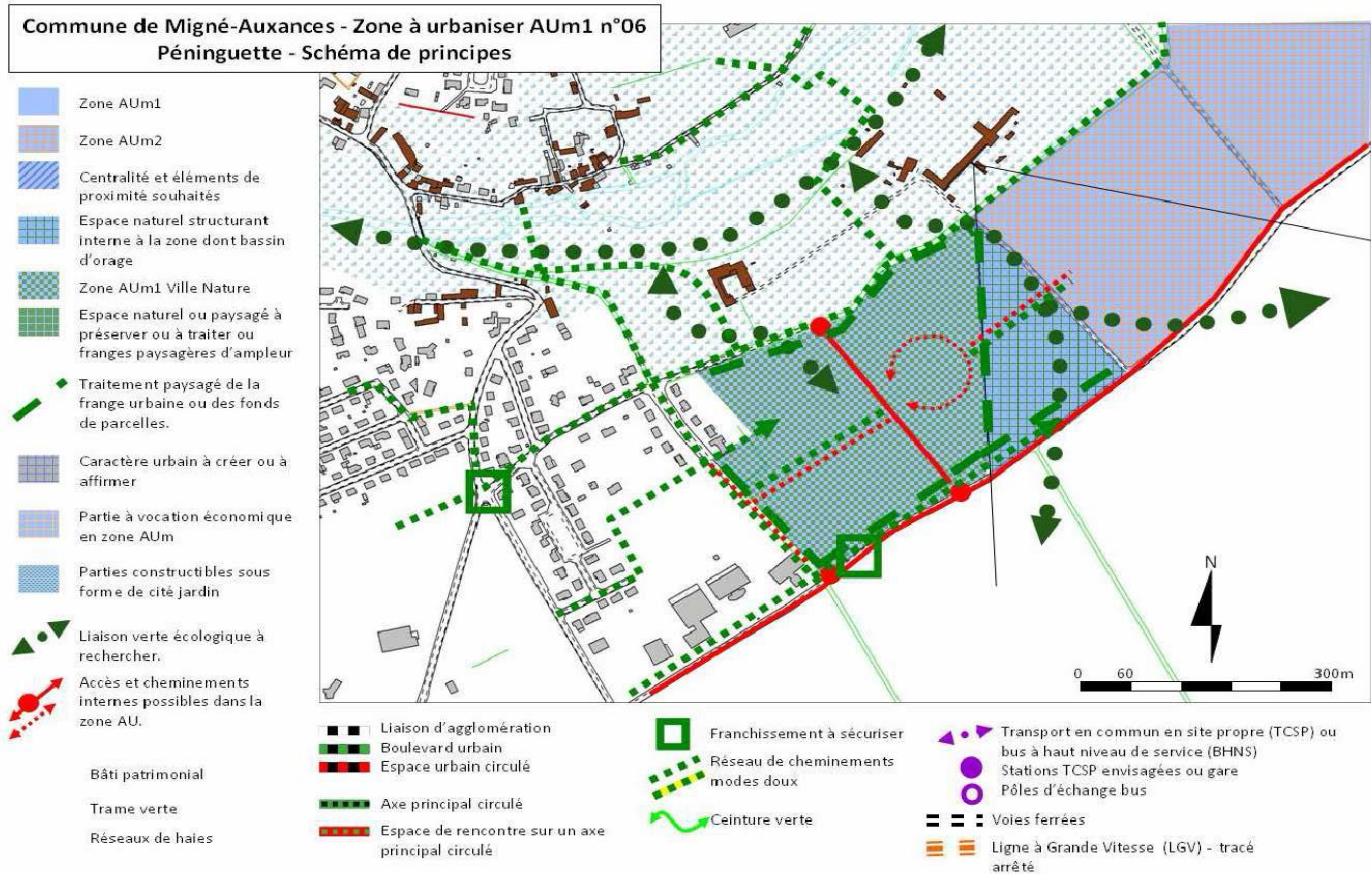 Commune de Migné-Auxances - Zone à urbaniser AUm1 n°06
Péninguette - Schéma de principes
Zone AUm1
Zone AUm2
Centralité et éléments de
proximité souhaités
Espace naturel structurant
interne à la zone dont bassin
d'orage
Zone AUm1 Ville Nature
Espace naturel ou paysagé à
préserver ou à traiter ou
franges paysagères d'ampleur
Traitement paysagé de la
frange urbaine ou des fonds
de parcelles.
Caractère urbain à créer ou à
affirmer
Partie à vocation économique
en zone AUm
Parties constructibles sous
forme de cité jardin
Liaison verte écologique à
rechercher.
Accès et cheminements
internes possibles dans la
zone AU.
Bâti patrimonial
Trame verte
Réseaux de haies
N
0 60 300 m
Liaison d'agglomération
Boulevard urbain
Espace urbain circulé
Axe principal circulé
Espace de rencontre sur un axe
principal circulé
Franchissement à sécuriser
Réseau de cheminements
modes doux
Ceinture verte
Transport en commun en site propre (TCSP) ou
bus à haut niveau de service (BHNS)
Stations TCSP envisagées ou gare
Pôles d'échange bus
Voies ferrées
Ligne à Grande Vitesse (LGV) - tracé
arrêté